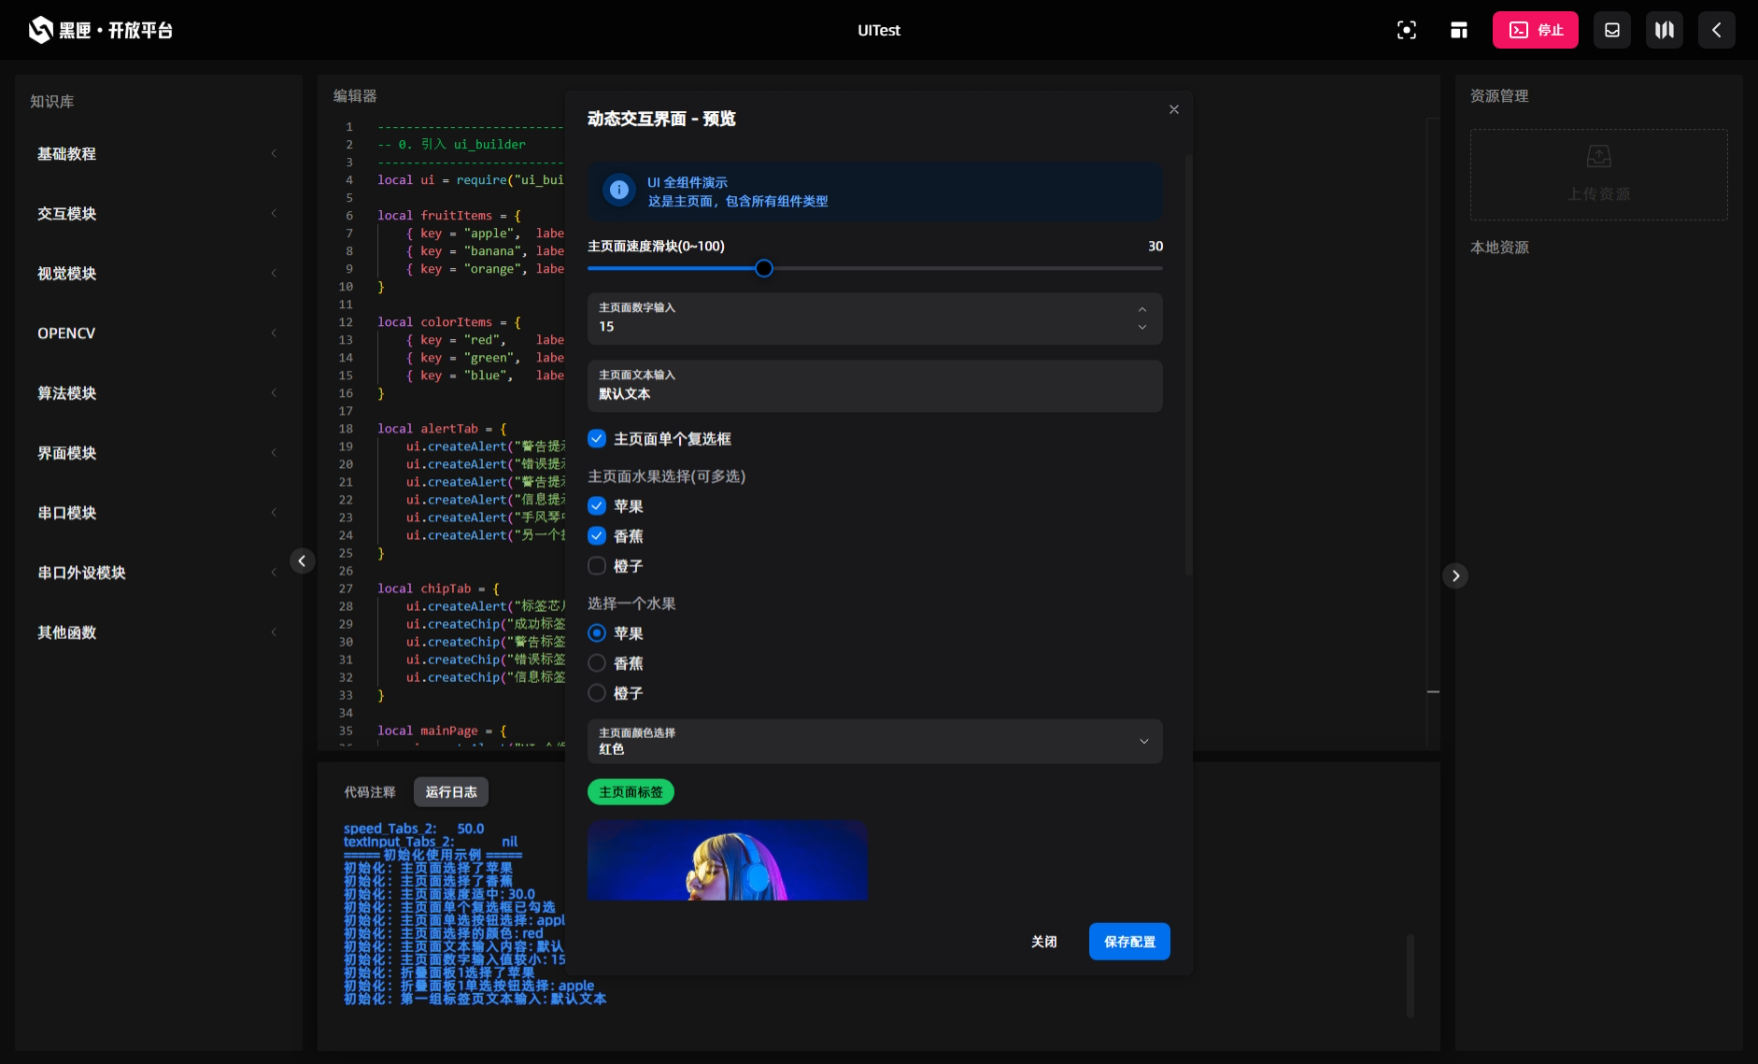 黑匣·开放平台
UITest
停止
知识库
基础教程
交互模块
视觉模块
OPENCV
算法模块
界面模块
串口模块
串口外设模块
其他函数
编辑器
1 --------------------------
2 -- 0. 引入 ui_builder
3 --------------------------
4 local ui = require("ui_bui
5
6 local fruitItems = {
7 { key = "apple", labe
8 { key = "banana", labe
9 { key = "orange", labe
10 }
11
12 local colorItems = {
13 { key = "red", labe
14 { key = "green", labe
15 { key = "blue", labe
16 }
17
18 local alertTab = {
19 ui.createAlert("警告提示
20 ui.createAlert("错误提示
21 ui.createAlert("警告提示
22 ui.createAlert("信息提示
23 ui.createAlert("手风琴
24 ui.createAlert("另一个
25 }
26
27 local chipTab = {
28 ui.createAlert("标签芯
29 ui.createChip("成功标签
30 ui.createChip("警告标签
31 ui.createChip("错误标签
32 ui.createChip("信息标签
33 }
34
35 local mainPage = {
动态交互界面 - 预览
UI 全组件演示
这是主页面，包含所有组件类型
主页面速度滑块(0~100) 30
主页面数字输入
15
主页面文本输入
默认文本
主页面单个复选框
主页面水果选择(可多选)
苹果
香蕉
橙子
选择一个水果
苹果
香蕉
橙子
主页面颜色选择
红色
主页面标签
关闭
保存配置
代码注释
运行日志
speed_Tabs_2: 50.0
textInput_Tabs_2: nil
===== 初始化使用示例 =====
初始化：主页面选择了苹果
初始化：主页面选择了香蕉
初始化：主页面速度适中: 30.0
初始化：主页面单个复选框已勾选
初始化：主页面单选按钮选择: appl
初始化：主页面选择的颜色: red
初始化：主页面文本输入内容: 默认
初始化：主页面数字输入值较小: 15
初始化：折叠面板1选择了苹果
初始化：折叠面板1单选按钮选择: apple
初始化：第一组标签页文本输入: 默认文本
资源管理
上传资源
本地资源